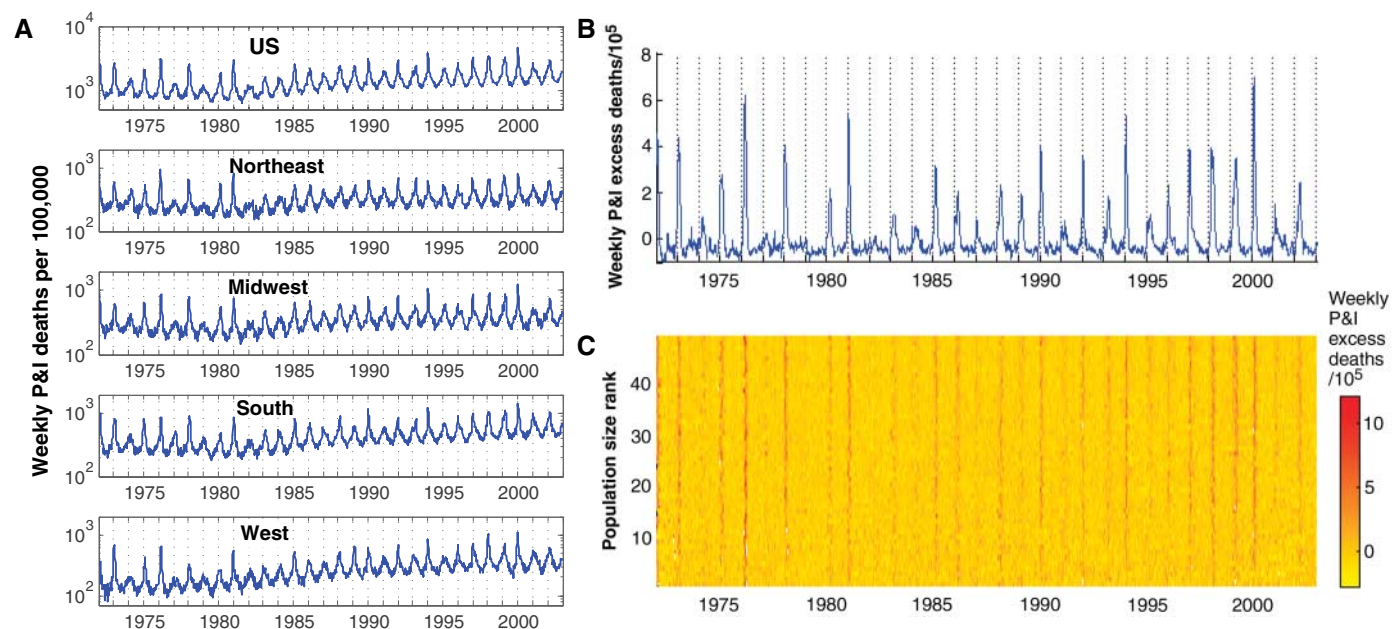 A
Weekly P&I deaths per 100,000
10^4
US
10^3
1975 1980 1985 1990 1995 2000
10^3
Northeast
10^2
1975 1980 1985 1990 1995 2000
10^3
Midwest
10^2
1975 1980 1985 1990 1995 2000
10^3
South
10^2
1975 1980 1985 1990 1995 2000
10^3
West
10^2
1975 1980 1985 1990 1995 2000
B
Weekly P&I excess deaths/10^5
8
6
4
2
0
1975 1980 1985 1990 1995 2000
C
Population size rank
40
30
20
10
1975 1980 1985 1990 1995 2000
Weekly
P&I
excess
deaths
/10^5
10
5
0